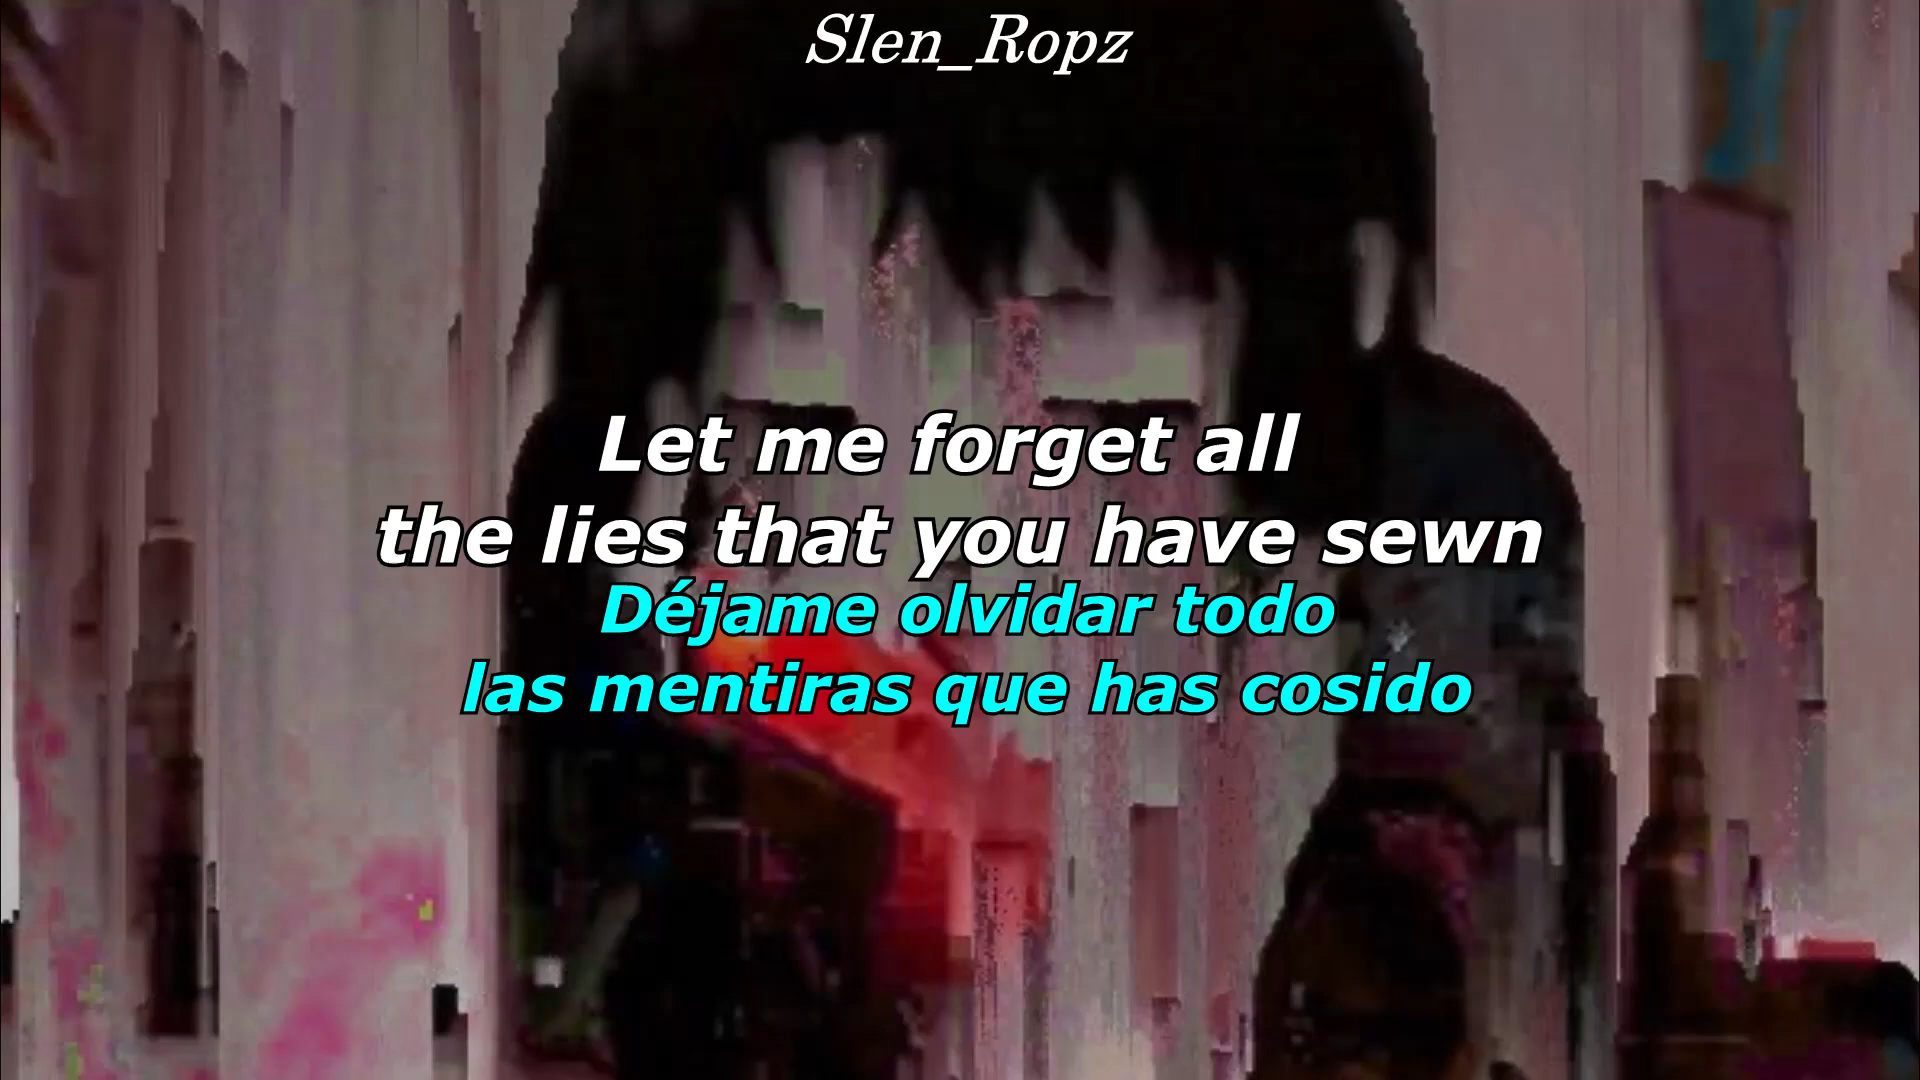 Slen_Ropz
Let me forget all
the lies that you have sewn
Déjame olvidar todo
las mentiras que has cosido